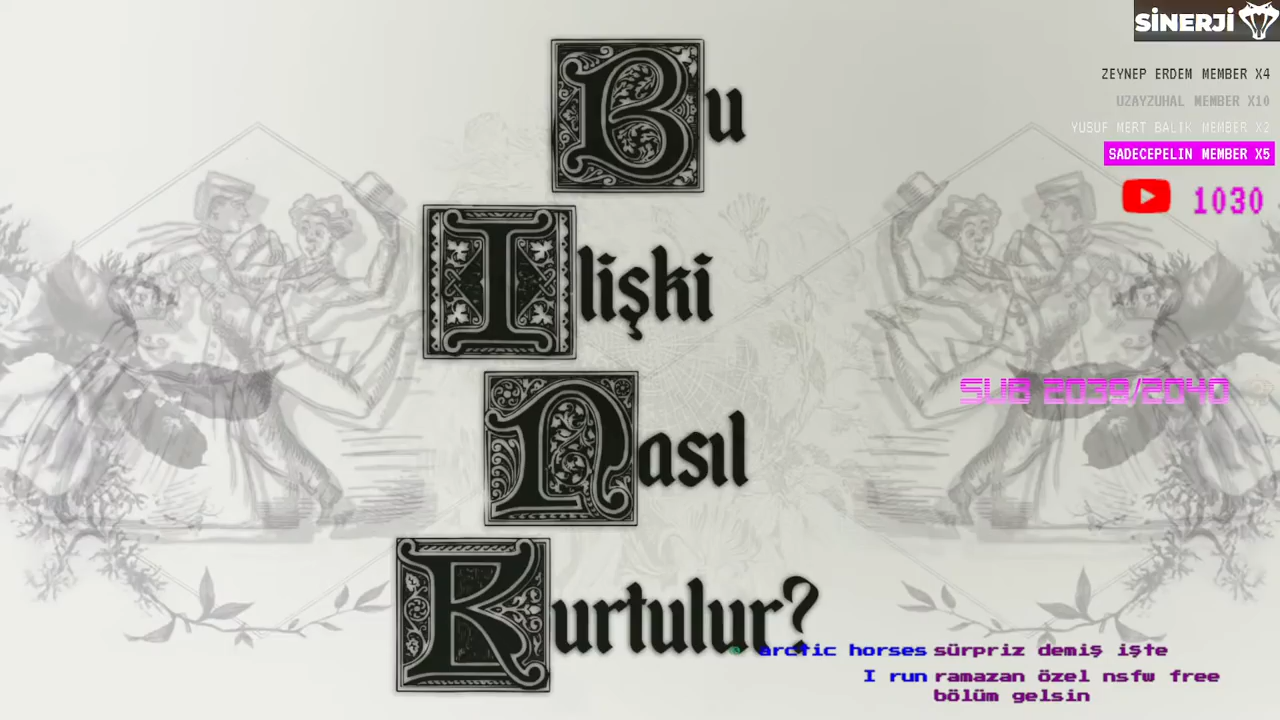 SİNERJİ
ZEYNEP ERDEM MEMBER X4
UZAYZUHAL MEMBER X10
YUSUF MERT BALIK MEMBER X2
SADECEPELIN MEMBER X5
1030
Bu
İlişki
Nasıl
Kurtulur?
SUB 2039/2040
arctic horses sürpriz demiş işte
I run ramazan özel nsfw free
bölüm gelsin